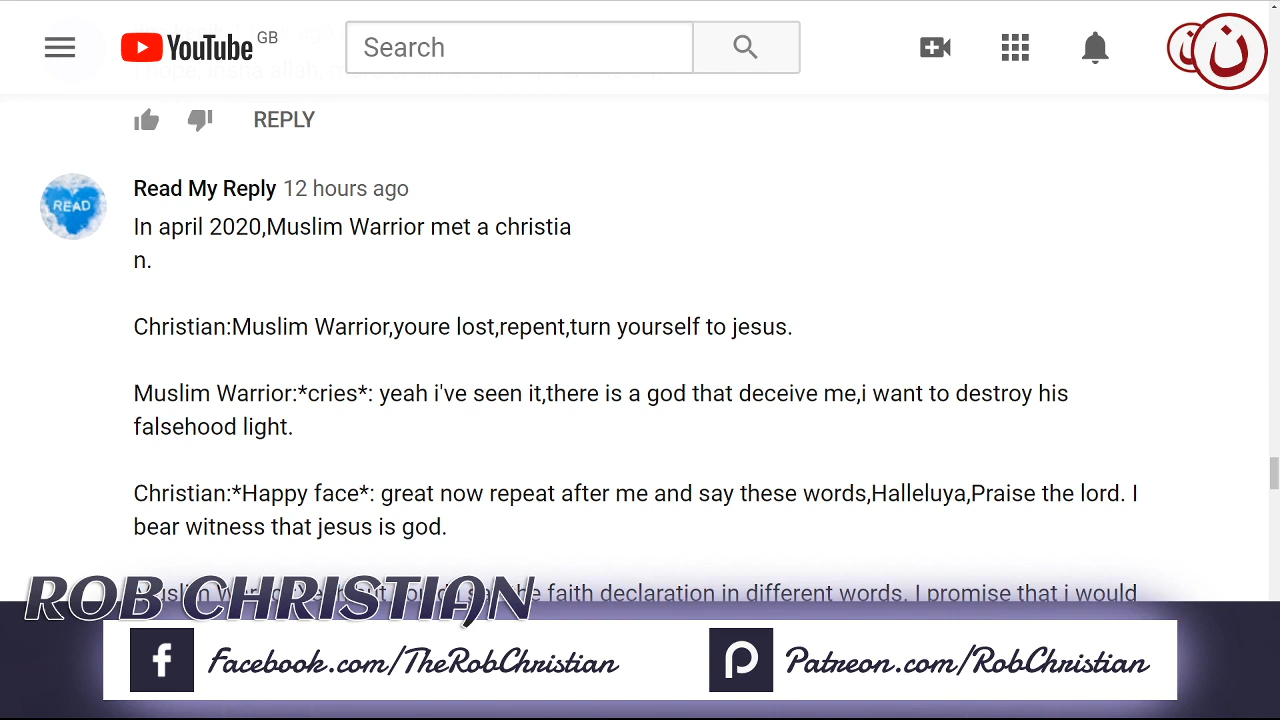 YouTube GB
Search
REPLY
READ
Read My Reply 12 hours ago
In april 2020,Muslim Warrior met a christia
n.
Christian:Muslim Warrior,youre lost,repent,turn yourself to jesus.
Muslim Warrior:*cries*: yeah i've seen it,there is a god that deceive me,i want to destroy his
falsehood light.
Christian:*Happy face*: great now repeat after me and say these words,Halleluya,Praise the lord. I
bear witness that jesus is god.
faith declaration in different words. I promise that i would
ROB CHRISTIAN
Facebook.com/TheRobChristian
Patreon.com/RobChristian
ن
ن